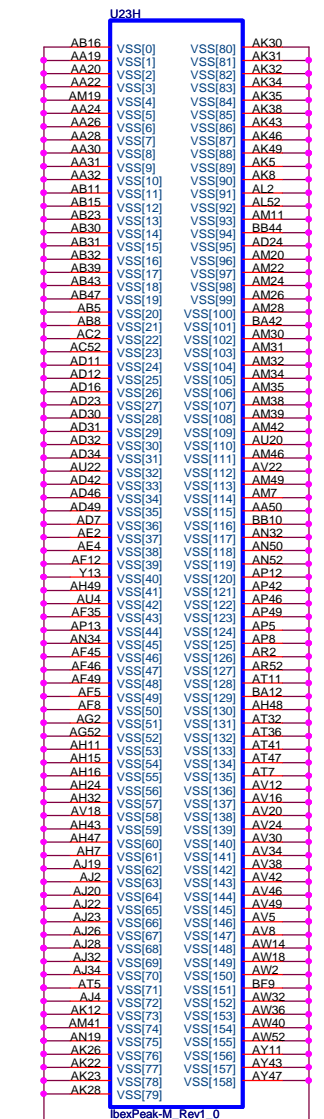 U23H
AB16 VSS[0] VSS[80] AK30
AA19 VSS[1] VSS[81] AK31
AA20 VSS[2] VSS[82] AK32
AA22 VSS[3] VSS[83] AK34
AM19 VSS[4] VSS[84] AK35
AA24 VSS[5] VSS[85] AK38
AA26 VSS[6] VSS[86] AK43
AA28 VSS[7] VSS[87] AK46
AA30 VSS[8] VSS[88] AK49
AA31 VSS[9] VSS[89] AK5
AA32 VSS[10] VSS[90] AK8
AB11 VSS[11] VSS[91] AL2
AB15 VSS[12] VSS[92] AL52
AB23 VSS[13] VSS[93] AM11
AB30 VSS[14] VSS[94] BB44
AB31 VSS[15] VSS[95] AD24
AB32 VSS[16] VSS[96] AM20
AB39 VSS[17] VSS[97] AM22
AB43 VSS[18] VSS[98] AM24
AB47 VSS[19] VSS[99] AM26
AB5 VSS[20] VSS[100] AM28
AB8 VSS[21] VSS[101] BA42
AC2 VSS[22] VSS[102] AM30
AC52 VSS[23] VSS[103] AM31
AD11 VSS[24] VSS[104] AM32
AD12 VSS[25] VSS[105] AM34
AD16 VSS[26] VSS[106] AM35
AD23 VSS[27] VSS[107] AM38
AD30 VSS[28] VSS[108] AM39
AD31 VSS[29] VSS[109] AM42
AD32 VSS[30] VSS[110] AU20
AD34 VSS[31] VSS[111] AM46
AU22 VSS[32] VSS[112] AV22
AD42 VSS[33] VSS[113] AM49
AD46 VSS[34] VSS[114] AM7
AD49 VSS[35] VSS[115] AA50
AD7 VSS[36] VSS[116] BB10
AE2 VSS[37] VSS[117] AN32
AE4 VSS[38] VSS[118] AN50
AF12 VSS[39] VSS[119] AN52
Y13 VSS[40] VSS[120] AP12
AH49 VSS[41] VSS[121] AP42
AU4 VSS[42] VSS[122] AP46
AF35 VSS[43] VSS[123] AP49
AP13 VSS[44] VSS[124] AP5
AN34 VSS[45] VSS[125] AP8
AF45 VSS[46] VSS[126] AR2
AF46 VSS[47] VSS[127] AR52
AF49 VSS[48] VSS[128] AT11
AF5 VSS[49] VSS[129] BA12
AF8 VSS[50] VSS[130] AH48
AG2 VSS[51] VSS[131] AT32
AG52 VSS[52] VSS[132] AT36
AH11 VSS[53] VSS[133] AT41
AH15 VSS[54] VSS[134] AT47
AH16 VSS[55] VSS[135] AT7
AH24 VSS[56] VSS[136] AV12
AH32 VSS[57] VSS[137] AV16
AV18 VSS[58] VSS[138] AV20
AH43 VSS[59] VSS[139] AV24
AH47 VSS[60] VSS[140] AV30
AH7 VSS[61] VSS[141] AV34
AJ19 VSS[62] VSS[142] AV38
AJ2 VSS[63] VSS[143] AV42
AJ20 VSS[64] VSS[144] AV46
AJ22 VSS[65] VSS[145] AV49
AJ23 VSS[66] VSS[146] AV5
AJ26 VSS[67] VSS[147] AV8
AJ28 VSS[68] VSS[148] AW14
AJ32 VSS[69] VSS[149] AW18
AJ34 VSS[70] VSS[150] AW2
AT5 VSS[71] VSS[151] BF9
AJ4 VSS[72] VSS[152] AW32
AK12 VSS[73] VSS[153] AW36
AM41 VSS[74] VSS[154] AW40
AN19 VSS[75] VSS[155] AW52
AK26 VSS[76] VSS[156] AY11
AK22 VSS[77] VSS[157] AY43
AK23 VSS[78] VSS[158] AY47
AK28 VSS[79]
IbexPeak-M_Rev1_0